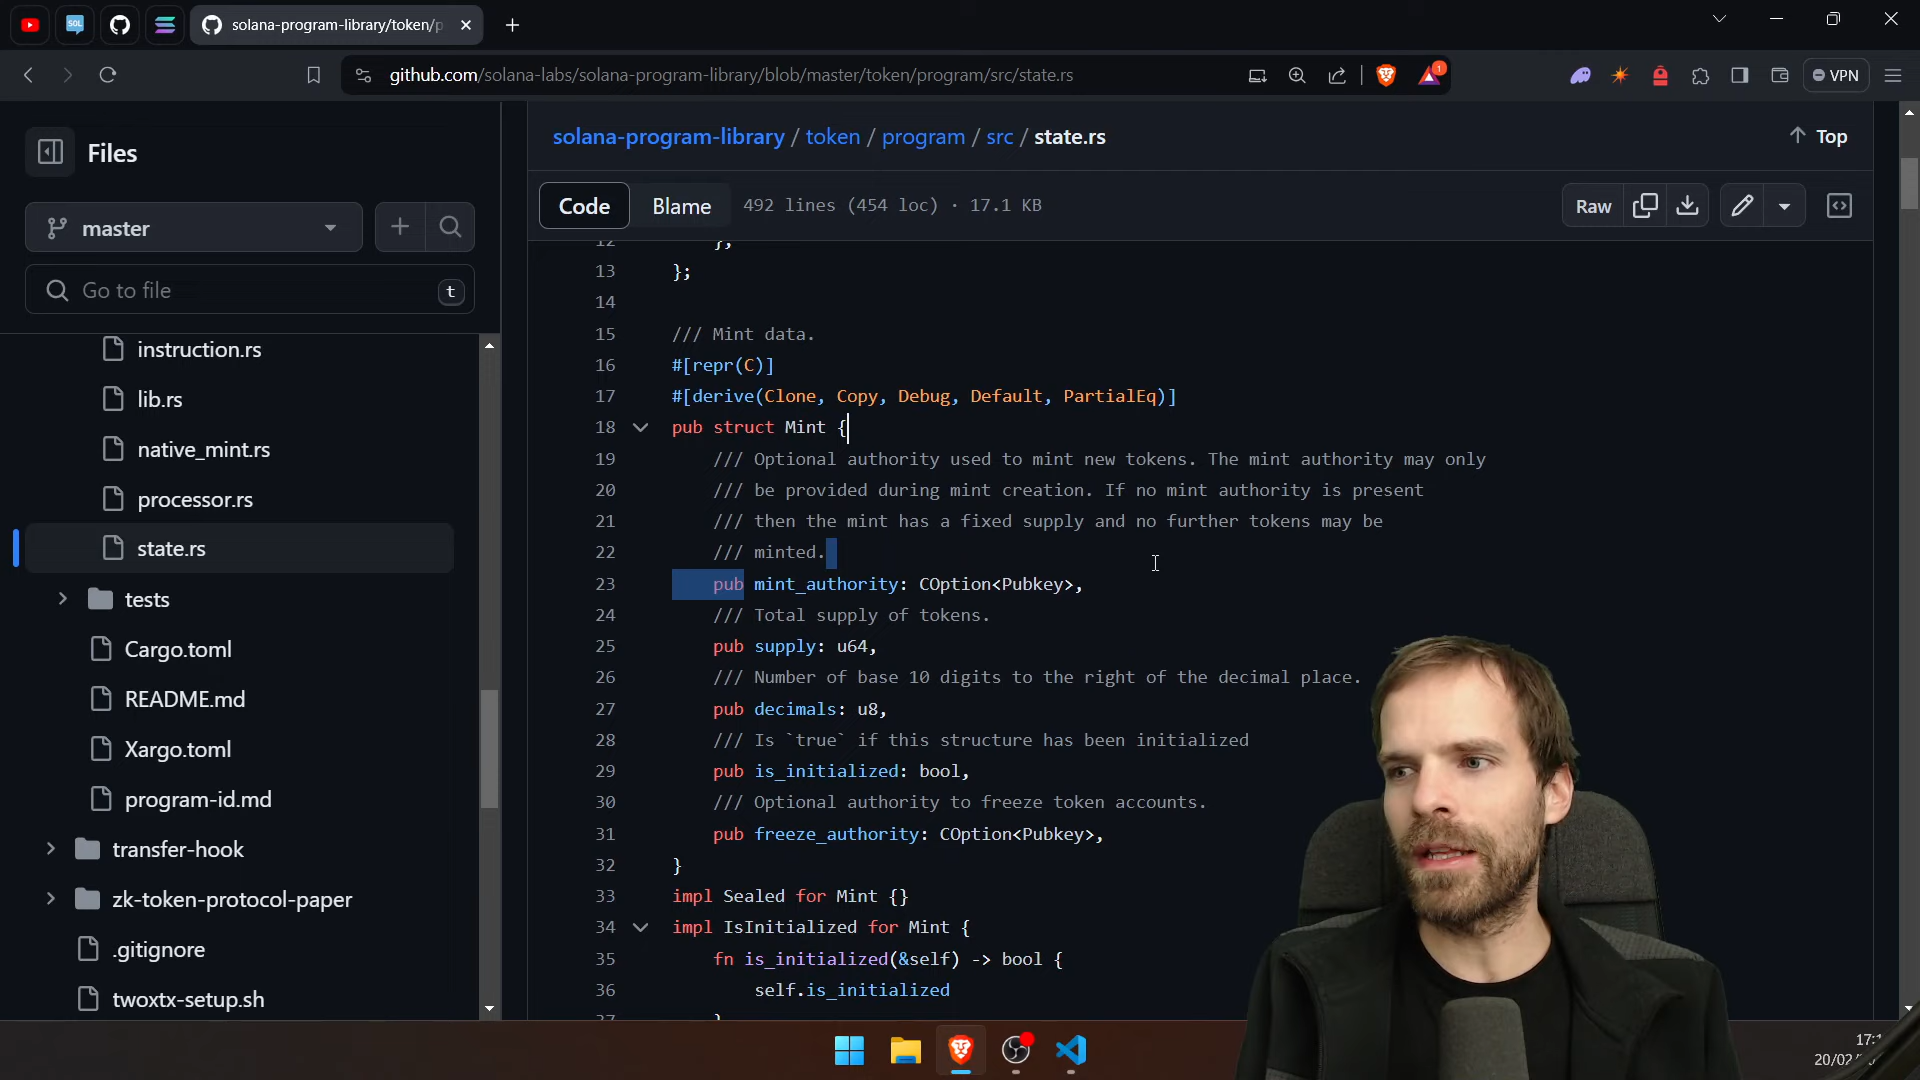 SOL
solana-program-library/token/p
github.com/solana-labs/solana-program-library/blob/master/token/program/src/state.rs
1
VPN
Files
solana-program-library / token / program / src / state.rs
Top
master
Code
Blame
492 lines (454 loc) · 17.1 KB
Raw
Go to file
t
instruction.rs
lib.rs
native_mint.rs
processor.rs
state.rs
tests
Cargo.toml
README.md
Xargo.toml
program-id.md
transfer-hook
zk-token-protocol-paper
.gitignore
twoxtx-setup.sh
12 },
13 };
14
15 /// Mint data.
16 #[repr(C)]
17 #[derive(Clone, Copy, Debug, Default, PartialEq)]
18 pub struct Mint {
19 /// Optional authority used to mint new tokens. The mint authority may only
20 /// be provided during mint creation. If no mint authority is present
21 /// then the mint has a fixed supply and no further tokens may be
22 /// minted.
23 pub mint_authority: COption<Pubkey>,
24 /// Total supply of tokens.
25 pub supply: u64,
26 /// Number of base 10 digits to the right of the decimal place.
27 pub decimals: u8,
28 /// Is `true` if this structure has been initialized
29 pub is_initialized: bool,
30 /// Optional authority to freeze token accounts.
31 pub freeze_authority: COption<Pubkey>,
32 }
33 impl Sealed for Mint {}
34 impl IsInitialized for Mint {
35 fn is_initialized(&self) -> bool {
36 self.is_initialized
37 }
17:1
20/02/